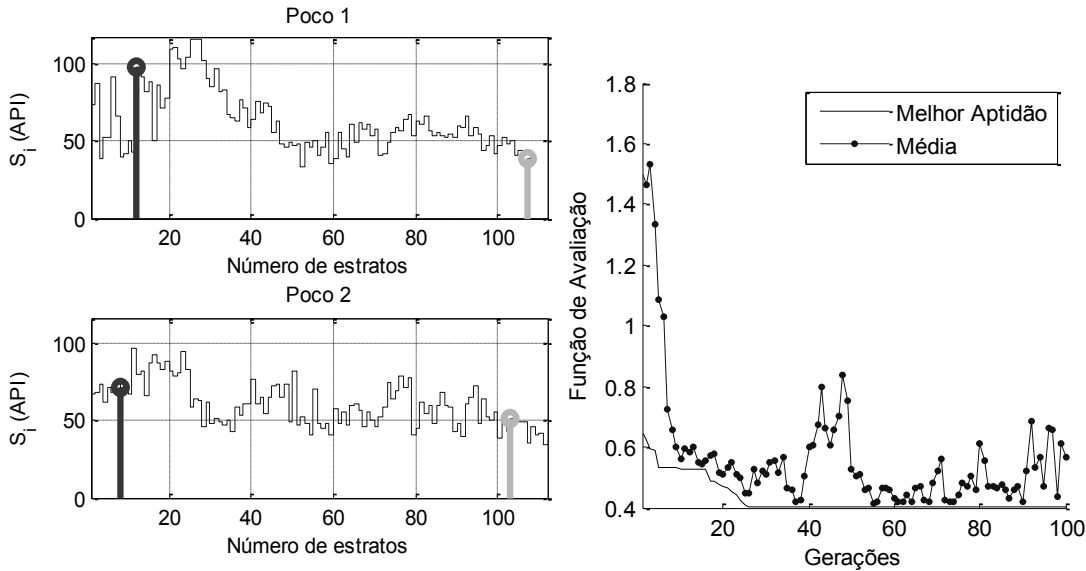 Poco 1
100
50
0
S_i (API)
20
40
60
80
100
Número de estratos
Poco 2
100
50
0
S_i (API)
20
40
60
80
100
Número de estratos
1.8
1.6
1.4
1.2
1
0.8
0.6
0.4
Função de Avaliação
Melhor Aptidão
Média
20
40
60
80
100
Gerações